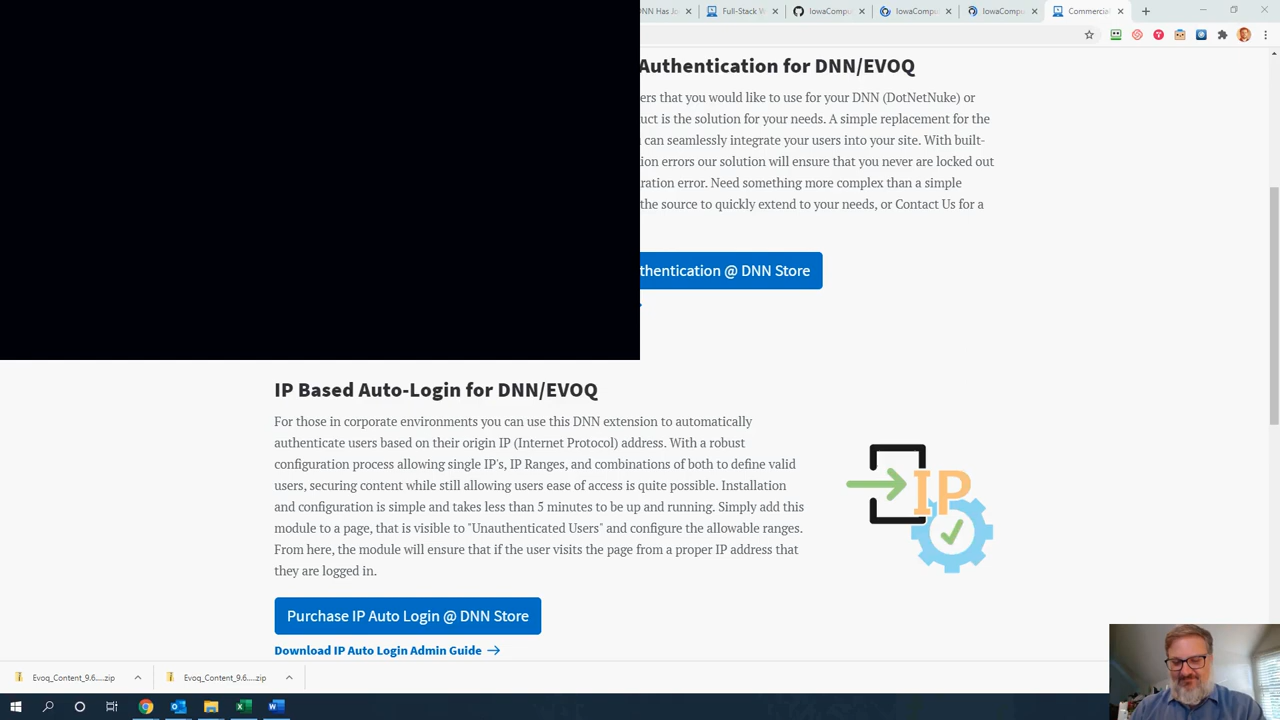 DNN Has Jo
Full-Stack W
IowaCompu
IowaCompu
IowaCompu
Commercial
Authentication for DNN/EVOQ
ers that you would like to use for your DNN (DotNetNuke) or
uct is the solution for your needs. A simple replacement for the
can seamlessly integrate your users into your site. With built-
ion errors our solution will ensure that you never are locked out
ration error. Need something more complex than a simple
the source to quickly extend to your needs, or Contact Us for a
thentication @ DNN Store
IP Based Auto-Login for DNN/EVOQ
For those in corporate environments you can use this DNN extension to automatically
authenticate users based on their origin IP (Internet Protocol) address. With a robust
configuration process allowing single IP's, IP Ranges, and combinations of both to define valid
users, securing content while still allowing users ease of access is quite possible. Installation
and configuration is simple and takes less than 5 minutes to be up and running. Simply add this
module to a page, that is visible to "Unauthenticated Users" and configure the allowable ranges.
From here, the module will ensure that if the user visits the page from a proper IP address that
they are logged in.
IP
Purchase IP Auto Login @ DNN Store
Download IP Auto Login Admin Guide
Evoq_Content_9.6....zip
Evoq_Content_9.6....zip